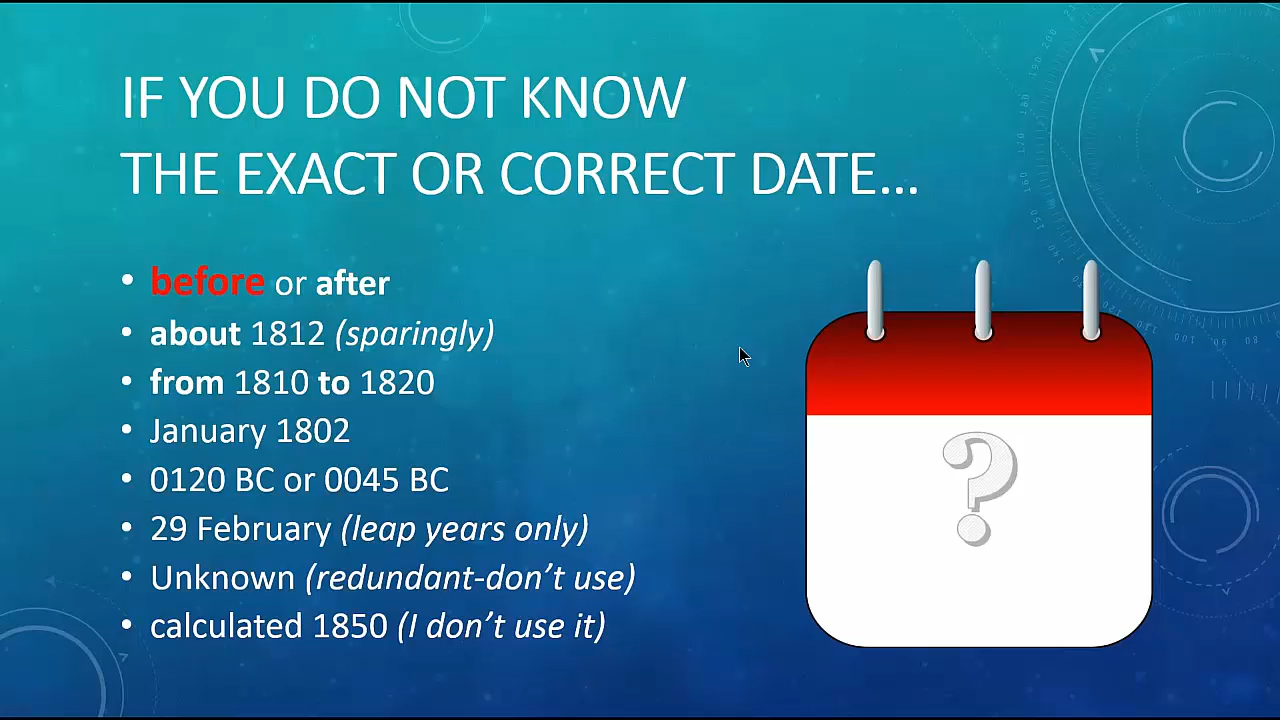 IF YOU DO NOT KNOW
THE EXACT OR CORRECT DATE...
• before or after
• about 1812 (sparingly)
• from 1810 to 1820
• January 1802
• 0120 BC or 0045 BC
• 29 February (leap years only)
• Unknown (redundant-don't use)
• calculated 1850 (I don't use it)
?